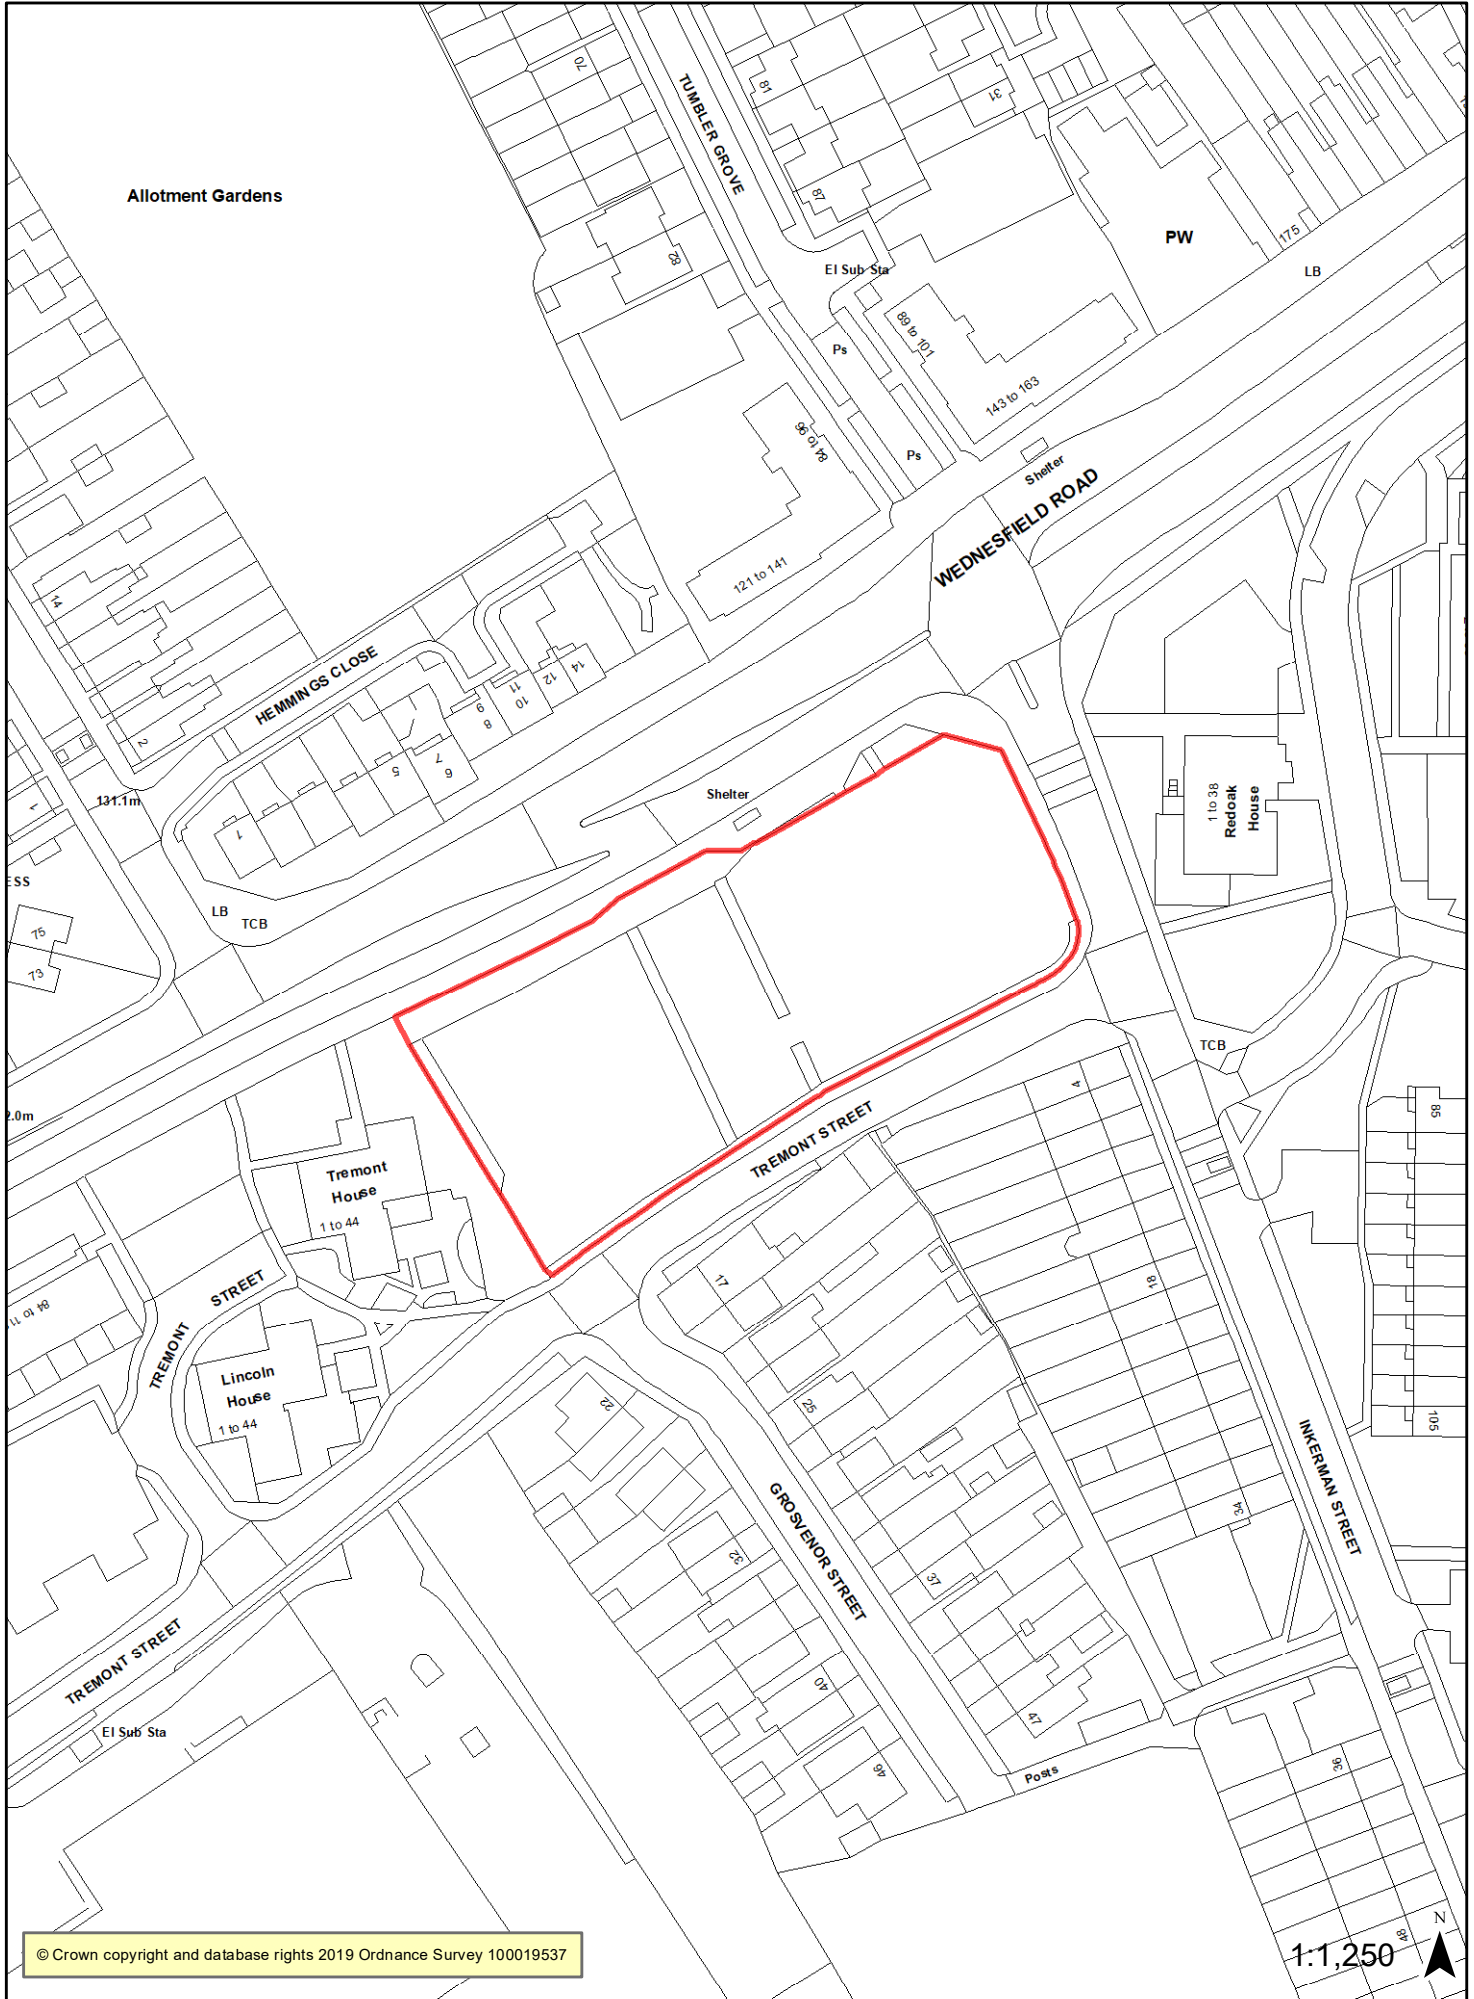 70
TUMBLER GROVE
81
31
Allotment Gardens
87
PW
175
82
El Sub Sta
LB
89 to 101
Ps
143 to 163
84 to 96
Ps
Shelter
WEDNESFIELD ROAD
121 to 141
14
HEMMINGS CLOSE
14
12
11
10
9
8
2
7
6
5
131.1m
Shelter
1
1
1 to 38
Redoak
House
ESS
LB
TCB
75
73
TCB
2.0m
4
85
TREMONT STREET
Tremont
House
1 to 44
17
18
STREET
TREMONT
Lincoln
House
1 to 44
22
25
105
INKERMAN STREET
34
GROSVENOR STREET
32
37
TREMONT STREET
40
47
El Sub Sta
46
Posts
36
48
N
1:1,250
© Crown copyright and database rights 2019 Ordnance Survey 100019537